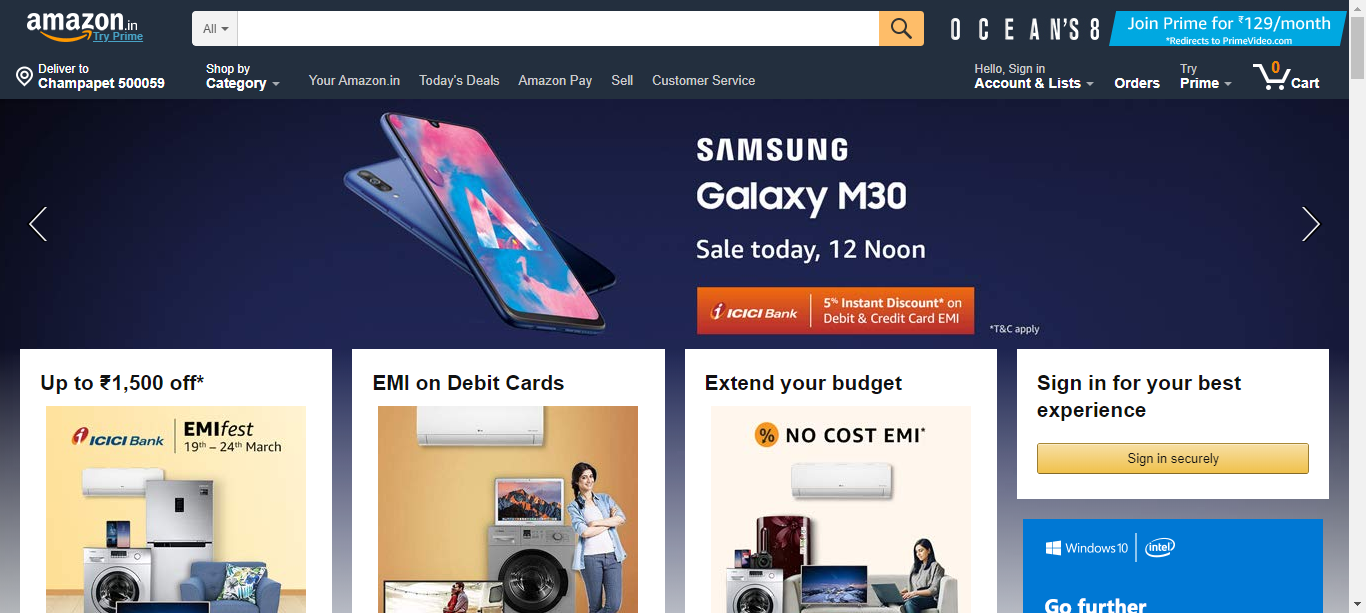 amazon.in
Try Prime
All
OCEAN'S 8
Join Prime for ₹129/month
*Redirects to PrimeVideo.com
Deliver to
Champapet 500059
Shop by
Category
Your Amazon.in Today's Deals Amazon Pay Sell Customer Service
Hello, Sign in
Account & Lists
Orders
Try
Prime
0
Cart
SAMSUNG
Galaxy M30
Sale today, 12 Noon
ICICI Bank
5% Instant Discount* on
Debit & Credit Card EMI
*T&C apply
Up to ₹1,500 off*
ICICI Bank
EMIfest
19th – 24th March
EMI on Debit Cards
Extend your budget
% NO COST EMI*
Sign in for your best
experience
Sign in securely
Windows 10
intel
Go further